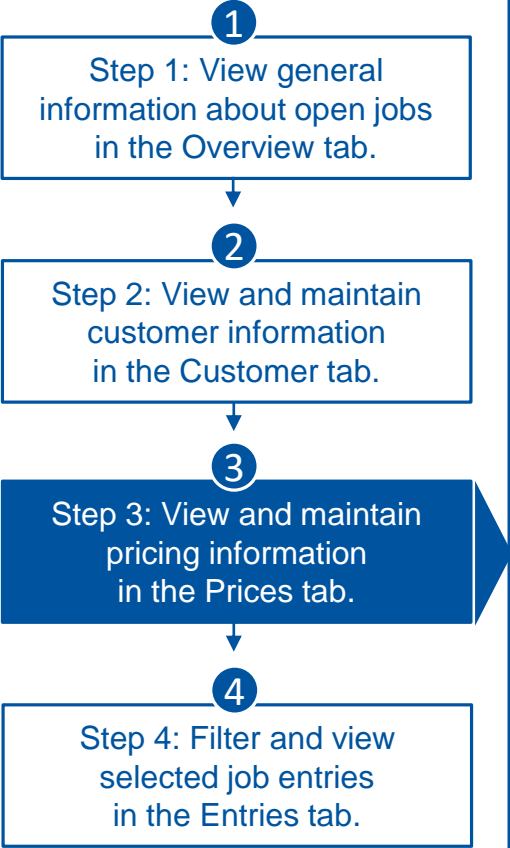 1
Step 1: View general
information about open jobs
in the Overview tab.
2
Step 2: View and maintain
customer information
in the Customer tab.
3
Step 3: View and maintain
pricing information
in the Prices tab.
4
Step 4: Filter and view
selected job entries
in the Entries tab.